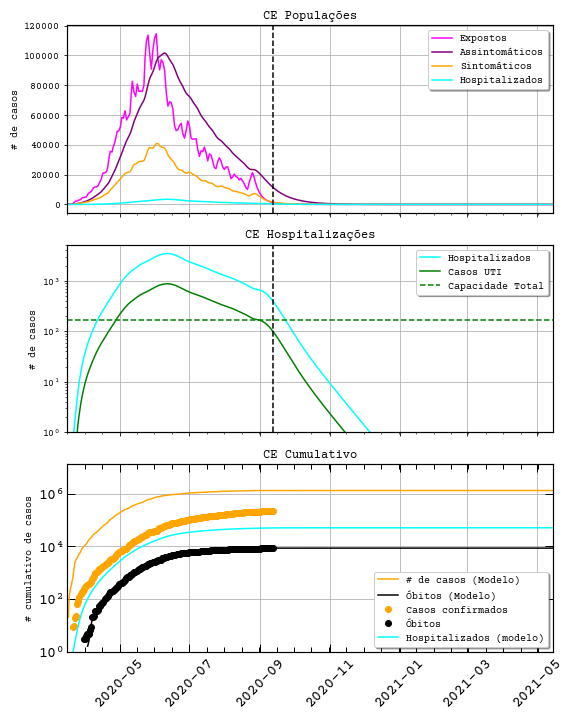 CE Populações
120000
100000
80000
60000
40000
20000
0
# de casos
Expostos
Assintomáticos
Sintomáticos
Hospitalizados
CE Hospitalizações
10³
10²
10¹
10⁰
# de casos
Hospitalizados
Casos UTI
Capacidade Total
CE Cumulativo
10⁶
10⁴
10²
10⁰
# cumulativo de casos
# de casos (Modelo)
Óbitos (Modelo)
Casos confirmados
Óbitos
Hospitalizados (modelo)
2020-05
2020-07
2020-09
2020-11
2021-01
2021-03
2021-05